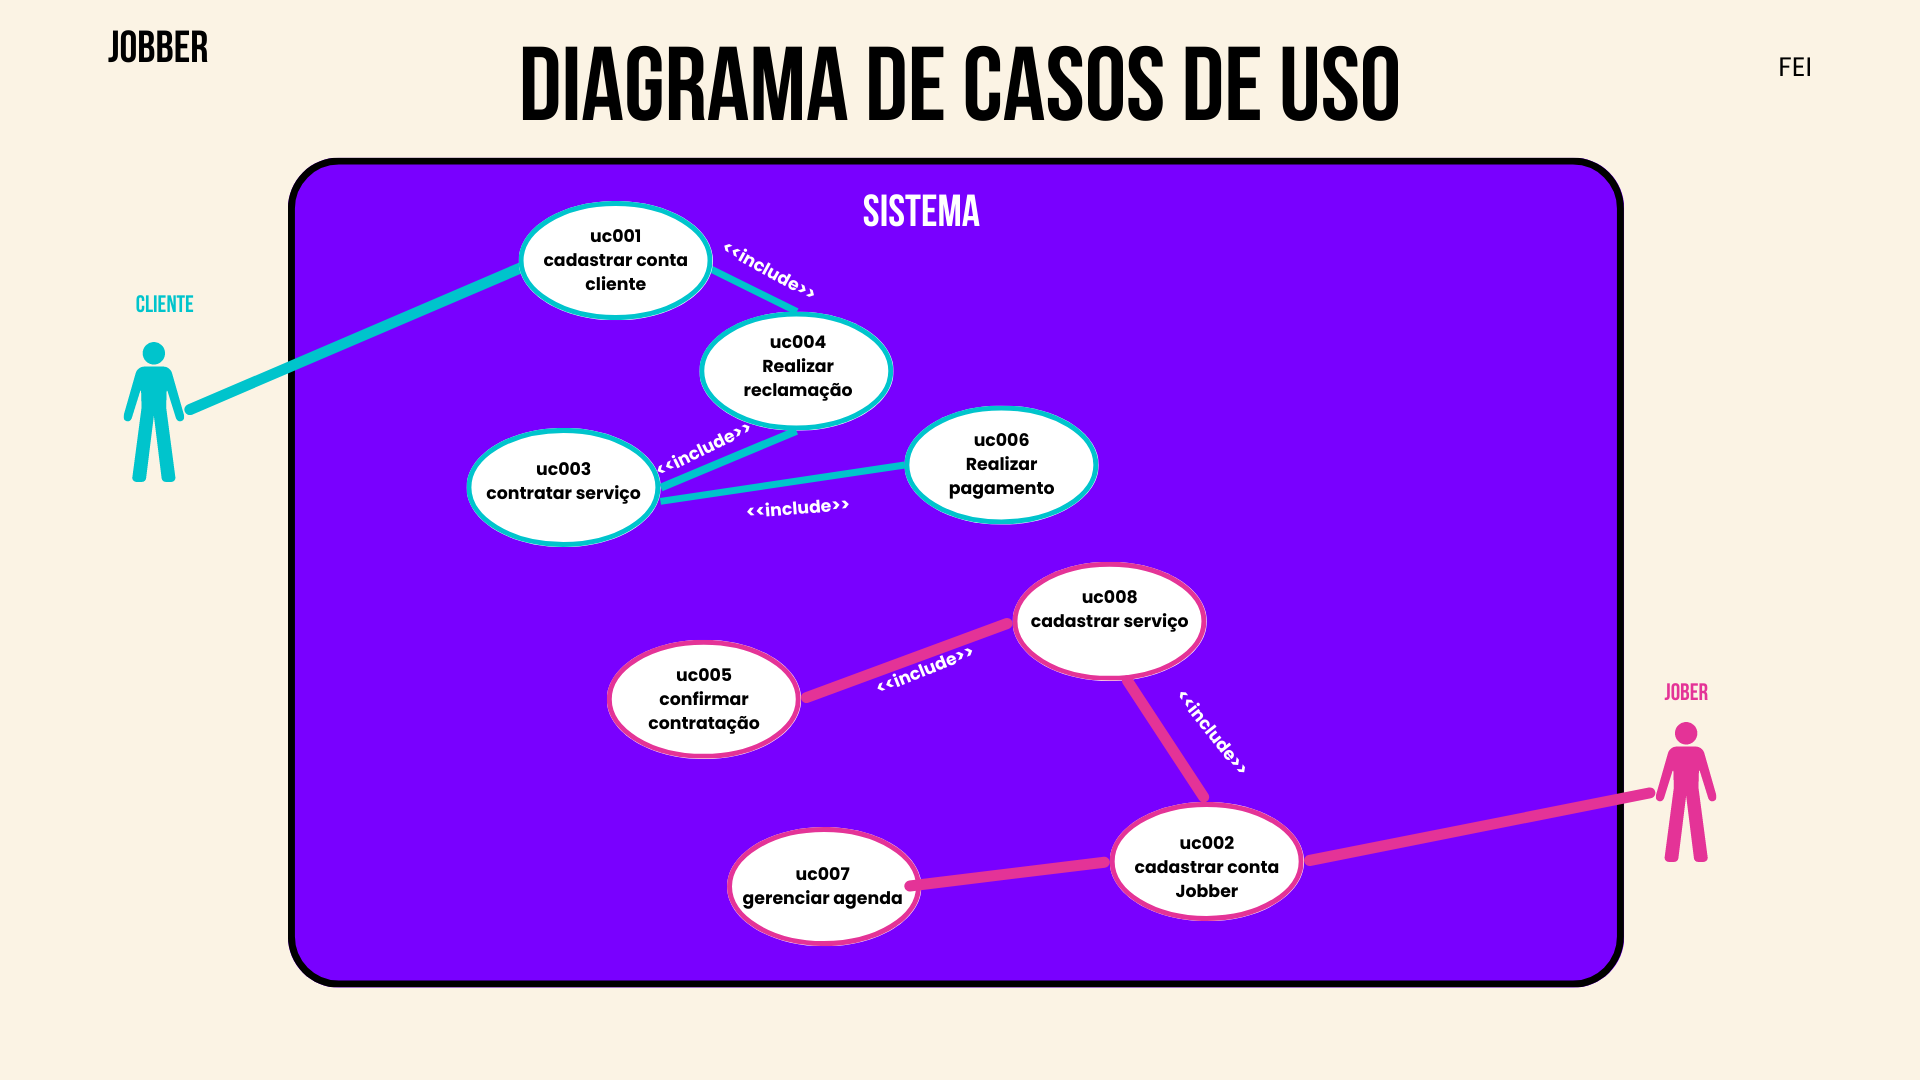 JOBBER
DIAGRAMA DE CASOS DE USO
FEI
SISTEMA
uc001
cadastrar conta
cliente
<<include>>
CLIENTE
uc004
Realizar
reclamação
<<include>>
uc003
contratar serviço
uc006
Realizar
pagamento
<<include>>
uc008
cadastrar serviço
uc005
confirmar
contratação
<<include>>
<<include>>
JOBER
uc002
cadastrar conta
Jobber
uc007
gerenciar agenda